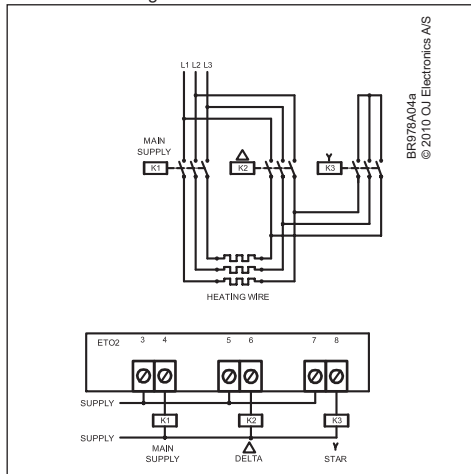 L1 L2 L3
MAIN
SUPPLY
K1
K2
K3
BR978A04a
© 2010 OJ Electronics A/S
HEATING WIRE
ETO2
3 4 5 6 7 8
SUPPLY
K1 K2 K3
SUPPLY
MAIN
SUPPLY
DELTA
STAR